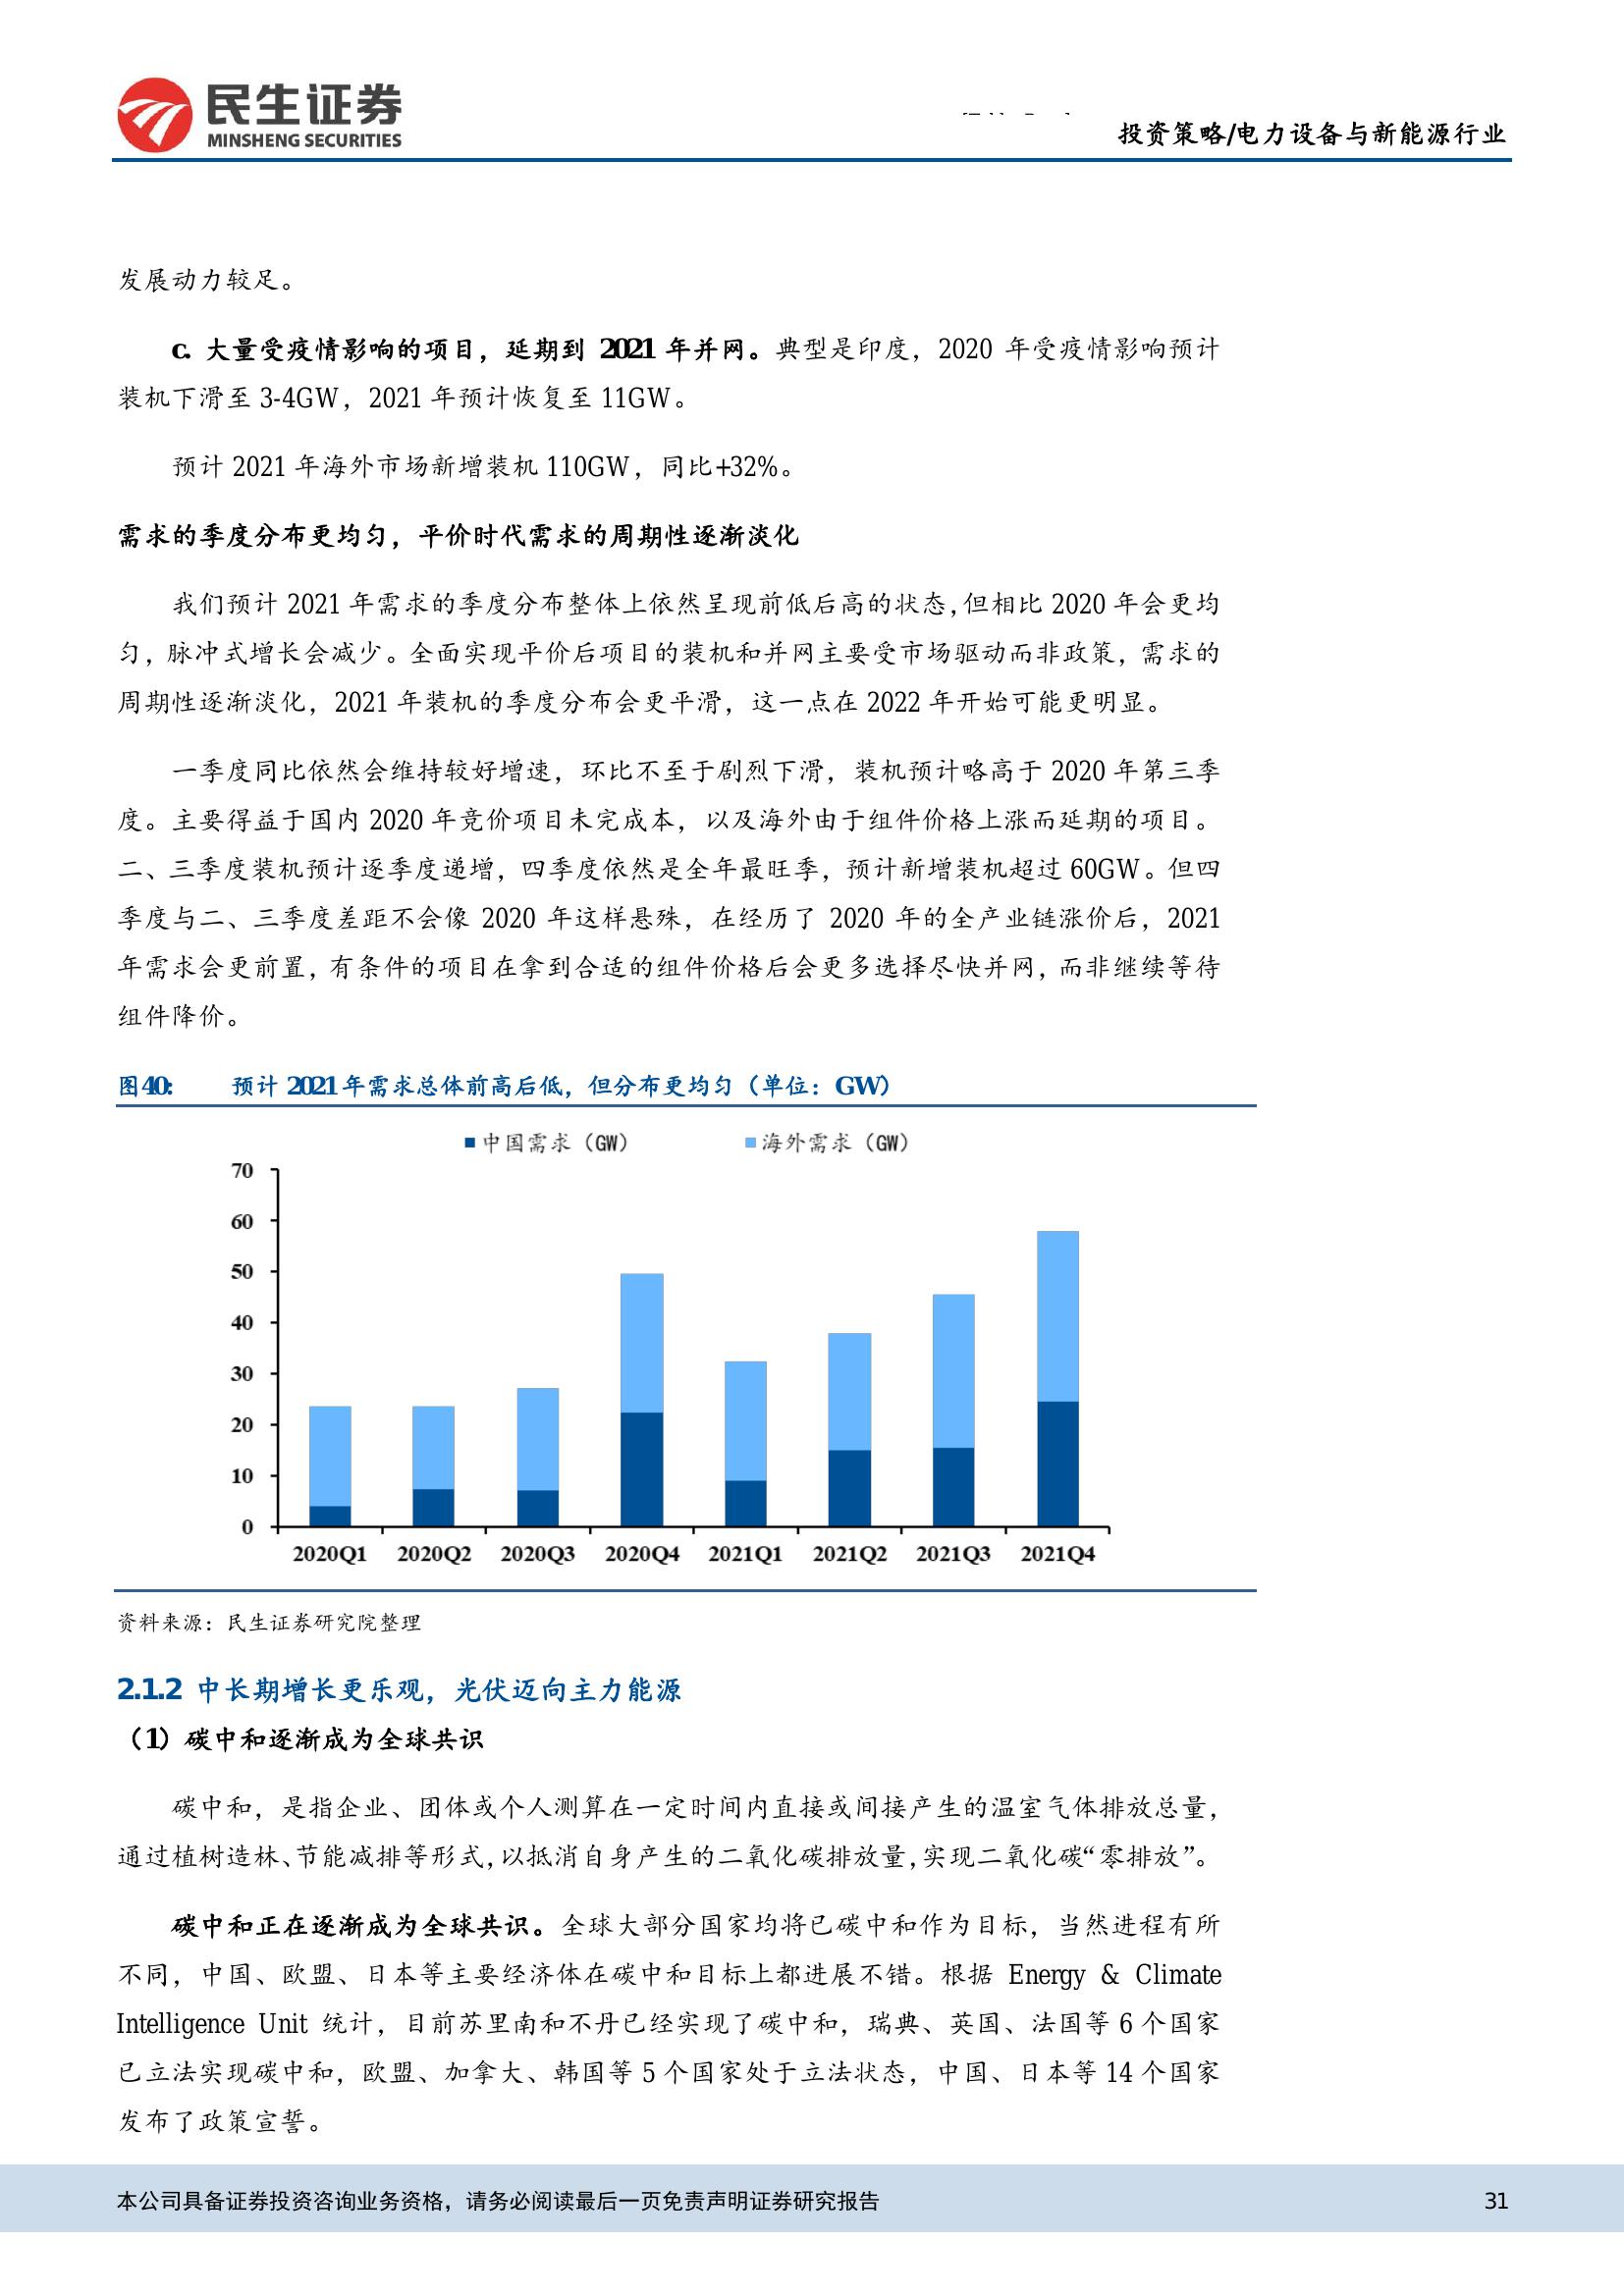 民生证券
MINSHENG SECURITIES
投资策略/电力设备与新能源行业
发展动力较足。
c. 大量受疫情影响的项目，延期到 2021 年并网。典型是印度，2020 年受疫情影响预计
装机下滑至 3-4GW，2021 年预计恢复至 11GW。
预计 2021 年海外市场新增装机 110GW，同比+32%。
需求的季度分布更均匀，平价时代需求的周期性逐渐淡化
我们预计 2021 年需求的季度分布整体上依然呈现前低后高的状态，但相比 2020 年会更均
匀，脉冲式增长会减少。全面实现平价后项目的装机和并网主要受市场驱动而非政策，需求的
周期性逐渐淡化，2021 年装机的季度分布会更平滑，这一点在 2022 年开始可能更明显。
一季度同比依然会维持较好增速，环比不至于剧烈下滑，装机预计略高于 2020 年第三季
度。主要得益于国内 2020 年竞价项目未完成本，以及海外由于组件价格上涨而延期的项目。
二、三季度装机预计逐季度递增，四季度依然是全年最旺季，预计新增装机超过 60GW。但四
季度与二、三季度差距不会像 2020 年这样悬殊，在经历了 2020 年的全产业链涨价后，2021
年需求会更前置，有条件的项目在拿到合适的组件价格后会更多选择尽快并网，而非继续等待
组件降价。
图40: 预计 2021 年需求总体前高后低，但分布更均匀（单位：GW）
中国需求（GW） 海外需求（GW）
70
60
50
40
30
20
10
0
2020Q1 2020Q2 2020Q3 2020Q4 2021Q1 2021Q2 2021Q3 2021Q4
资料来源：民生证券研究院整理
2.1.2 中长期增长更乐观，光伏迈向主力能源
（1）碳中和逐渐成为全球共识
碳中和，是指企业、团体或个人测算在一定时间内直接或间接产生的温室气体排放总量，
通过植树造林、节能减排等形式，以抵消自身产生的二氧化碳排放量，实现二氧化碳“零排放”。
碳中和正在逐渐成为全球共识。全球大部分国家均将已碳中和作为目标，当然进程有所
不同，中国、欧盟、日本等主要经济体在碳中和目标上都进展不错。根据 Energy & Climate
Intelligence Unit 统计，目前苏里南和不丹已经实现了碳中和，瑞典、英国、法国等 6 个国家
已立法实现碳中和，欧盟、加拿大、韩国等 5 个国家处于立法状态，中国、日本等 14 个国家
发布了政策宣誓。
本公司具备证券投资咨询业务资格，请务必阅读最后一页免责声明证券研究报告 31